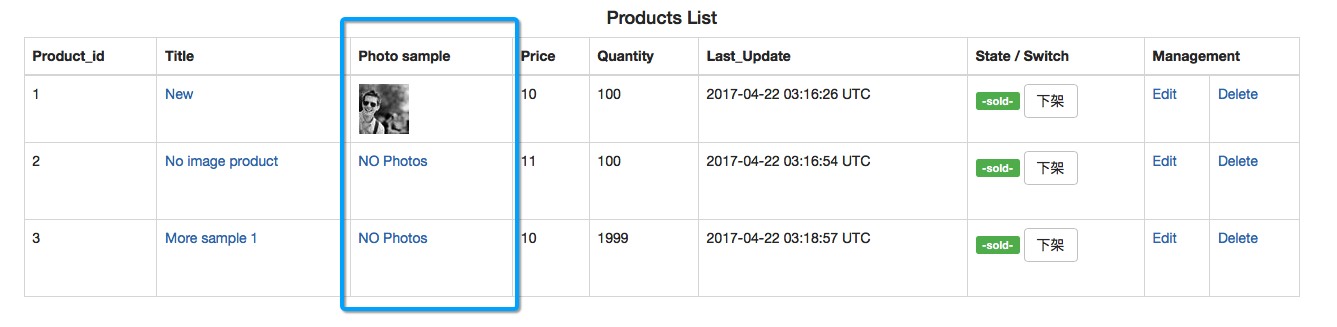 Products List
Product_id Title Photo sample Price Quantity Last_Update State / Switch Management
1 New 10 100 2017-04-22 03:16:26 UTC -sold- 下架 Edit Delete
2 No image product NO Photos 11 100 2017-04-22 03:16:54 UTC -sold- 下架 Edit Delete
3 More sample 1 NO Photos 10 1999 2017-04-22 03:18:57 UTC -sold- 下架 Edit Delete